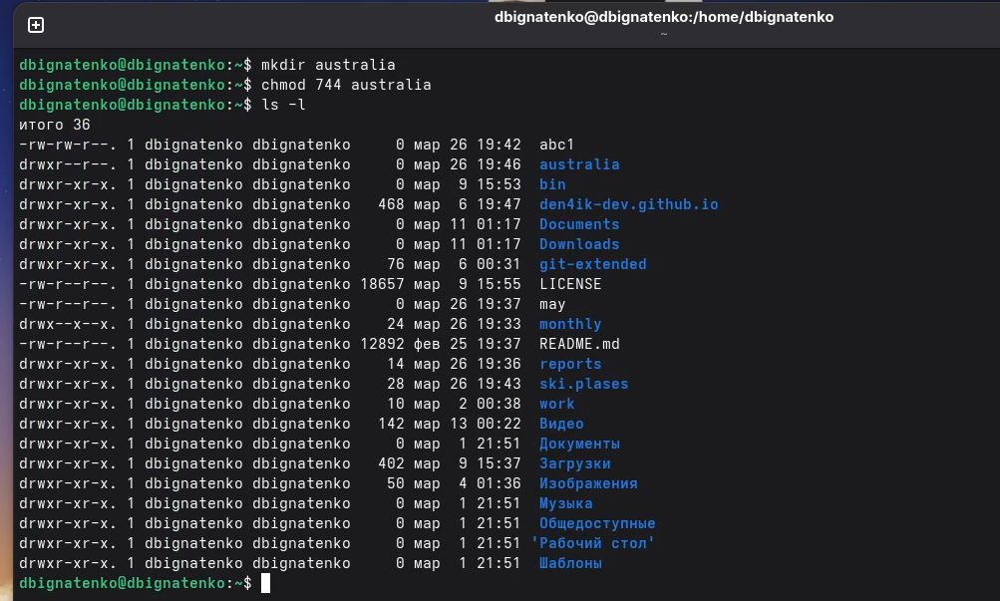 dbignatenko@dbignatenko:/home/dbignatenko
~
dbignatenko@dbignatenko:~$ mkdir australia
dbignatenko@dbignatenko:~$ chmod 744 australia
dbignatenko@dbignatenko:~$ ls -l
итого 36
-rw-rw-r--. 1 dbignatenko dbignatenko     0 мар 26 19:42  abc1
drwxr--r--. 1 dbignatenko dbignatenko     0 мар 26 19:46  australia
drwxr-xr-x. 1 dbignatenko dbignatenko     0 мар  9 15:53  bin
drwxr-xr-x. 1 dbignatenko dbignatenko   468 мар  6 19:47  den4ik-dev.github.io
drwxr-xr-x. 1 dbignatenko dbignatenko     0 мар 11 01:17  Documents
drwxr-xr-x. 1 dbignatenko dbignatenko     0 мар 11 01:17  Downloads
drwxr-xr-x. 1 dbignatenko dbignatenko    76 мар  6 00:31  git-extended
-rw-r--r--. 1 dbignatenko dbignatenko 18657 мар  9 15:55  LICENSE
-rw-r--r--. 1 dbignatenko dbignatenko     0 мар 26 19:37  may
drwx--x--x. 1 dbignatenko dbignatenko    24 мар 26 19:33  monthly
-rw-r--r--. 1 dbignatenko dbignatenko 12892 фев 25 19:37  README.md
drwxr-xr-x. 1 dbignatenko dbignatenko    14 мар 26 19:36  reports
drwxr-xr-x. 1 dbignatenko dbignatenko    28 мар 26 19:43  ski.plases
drwxr-xr-x. 1 dbignatenko dbignatenko    10 мар  2 00:38  work
drwxr-xr-x. 1 dbignatenko dbignatenko   142 мар 13 00:22  Видео
drwxr-xr-x. 1 dbignatenko dbignatenko     0 мар  1 21:51  Документы
drwxr-xr-x. 1 dbignatenko dbignatenko   402 мар  9 15:37  Загрузки
drwxr-xr-x. 1 dbignatenko dbignatenko    50 мар  4 01:36  Изображения
drwxr-xr-x. 1 dbignatenko dbignatenko     0 мар  1 21:51  Музыка
drwxr-xr-x. 1 dbignatenko dbignatenko     0 мар  1 21:51  Общедоступные
drwxr-xr-x. 1 dbignatenko dbignatenko     0 мар  1 21:51 'Рабочий стол'
drwxr-xr-x. 1 dbignatenko dbignatenko     0 мар  1 21:51  Шаблоны
dbignatenko@dbignatenko:~$